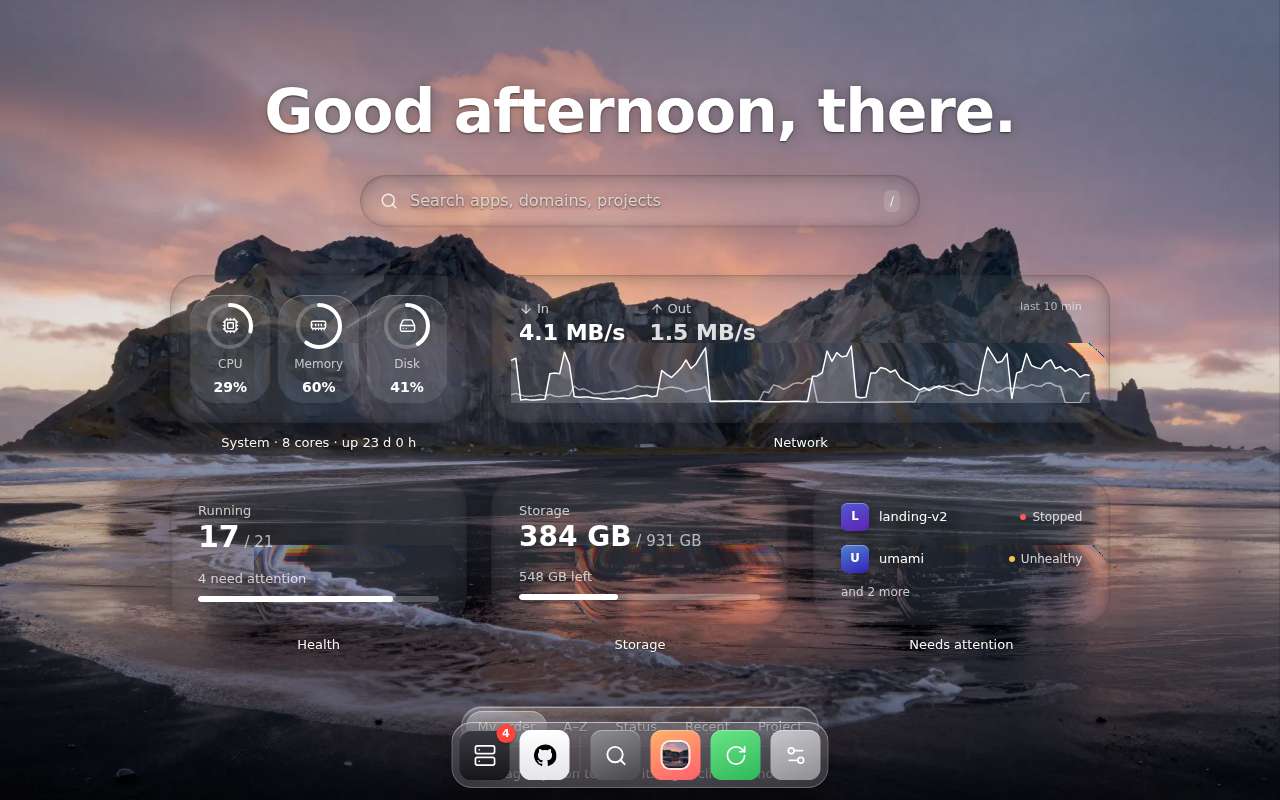 Good afternoon, there.
Search apps, domains, projects /
↓ In ↑ Out last 10 min
4.1 MB/s 1.5 MB/s
CPU Memory Disk
29% 60% 41%
System · 8 cores · up 23 d 0 h Network
Running
17 / 21
4 need attention
Storage
384 GB / 931 GB
548 GB left
L landing-v2 Stopped
U umami Unhealthy
and 2 more
Health Storage Needs attention
A–Z Status Recent Project
4